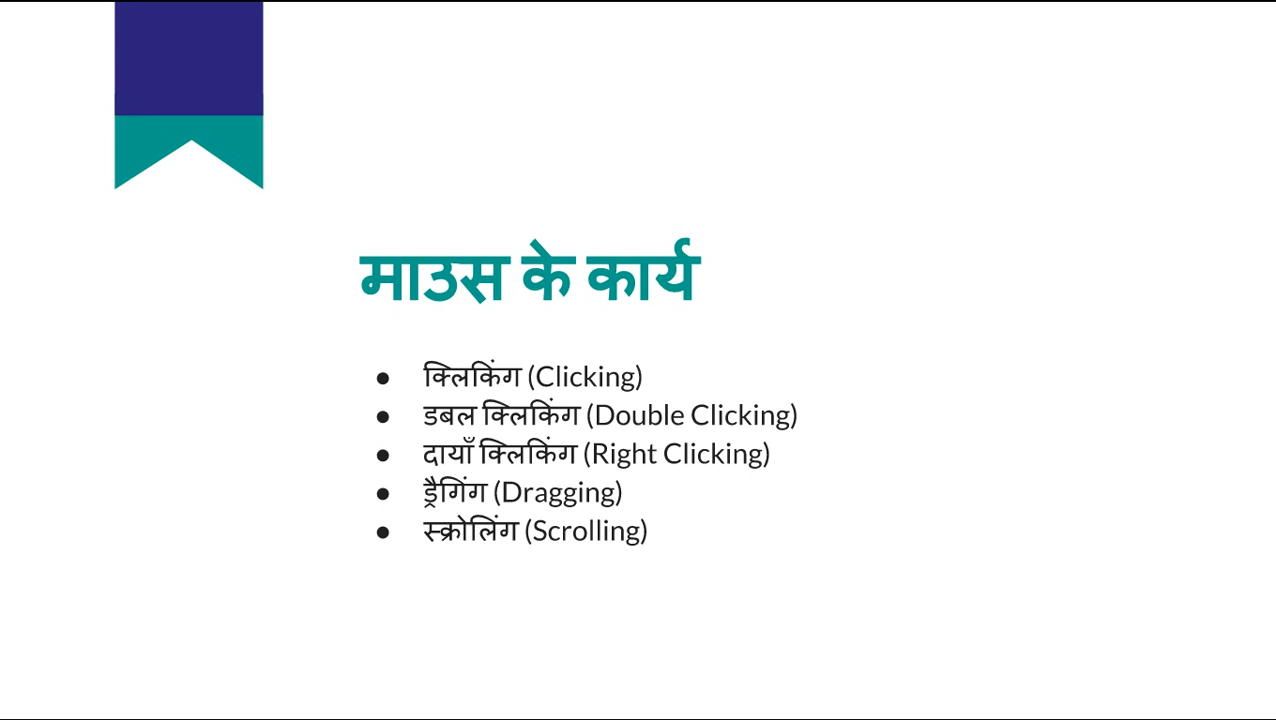 माउस के कार्य
● क्लिकिंग (Clicking)
● डबल क्लिकिंग (Double Clicking)
● दायाँ क्लिकिंग (Right Clicking)
● ड्रैगिंग (Dragging)
● स्क्रोलिंग (Scrolling)